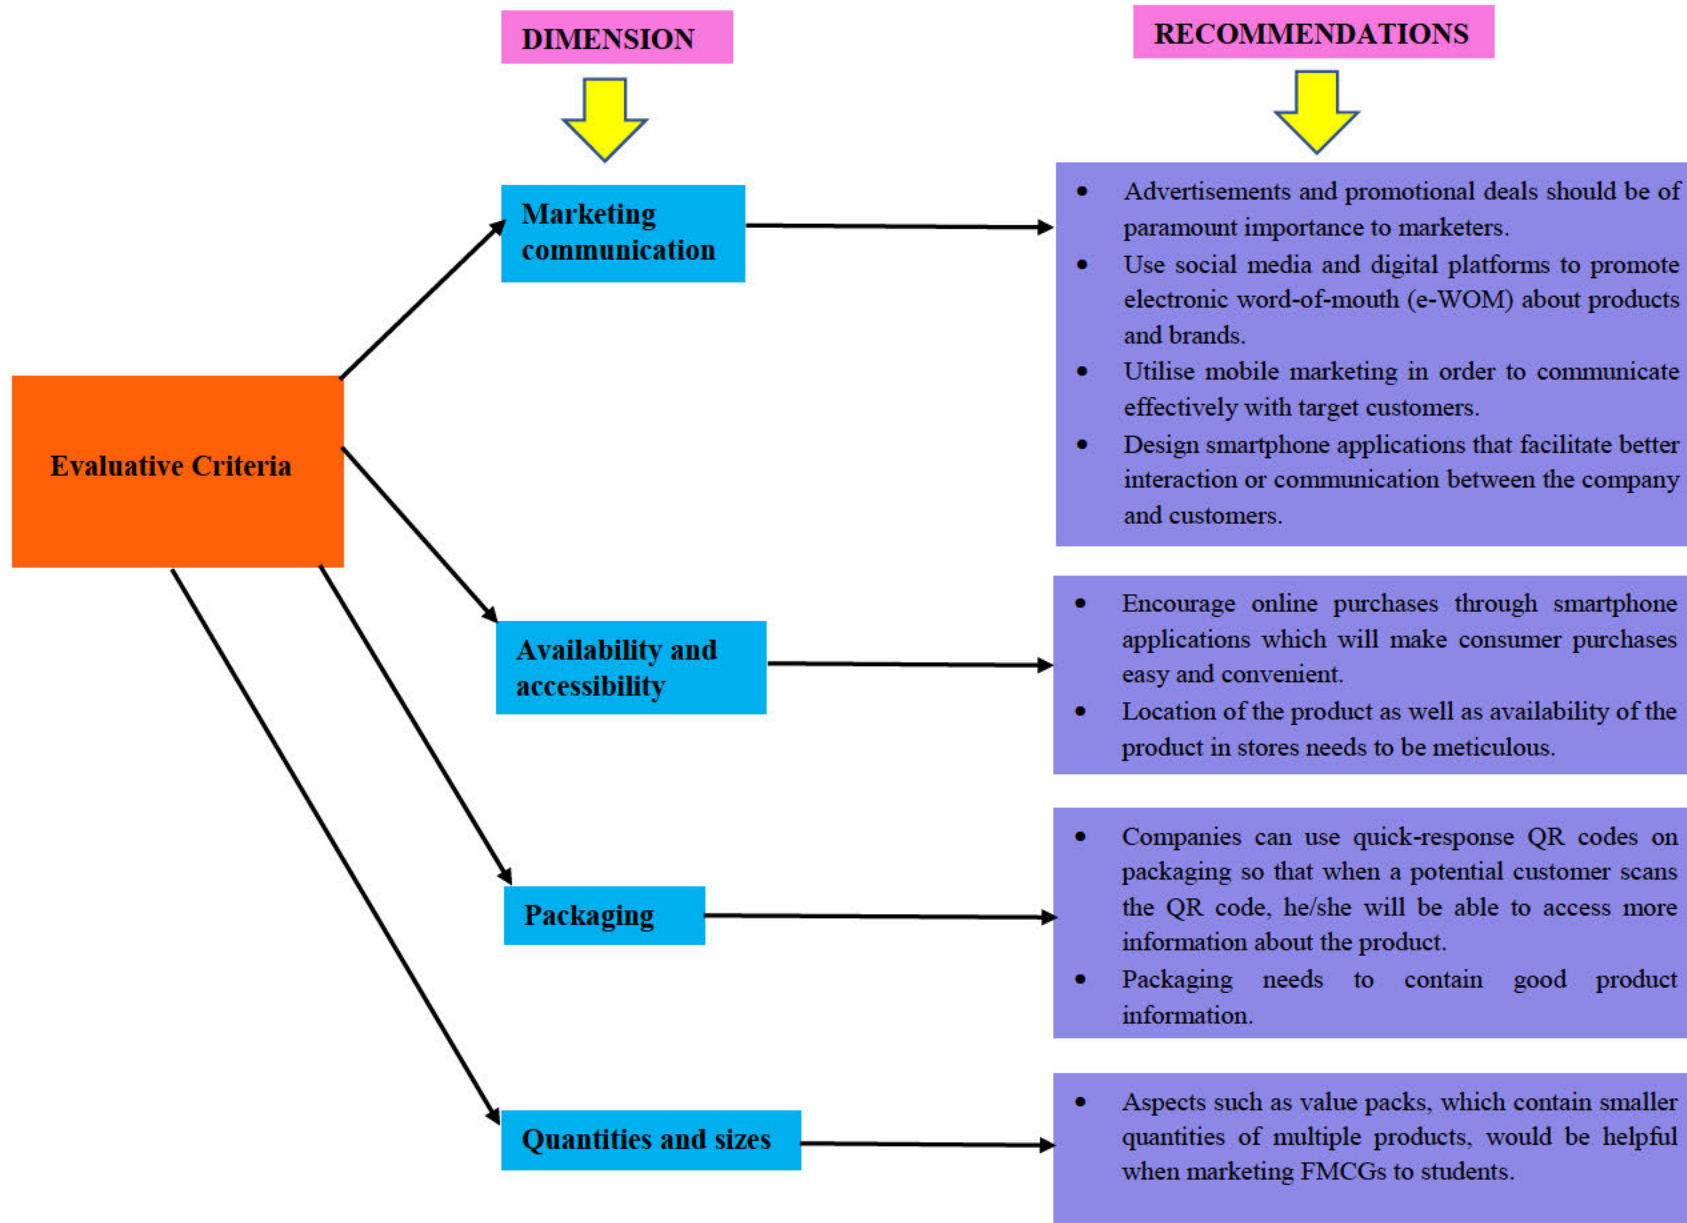 DIMENSION
RECOMMENDATIONS
Evaluative Criteria
Marketing
communication
• Advertisements and promotional deals should be of
paramount importance to marketers.
• Use social media and digital platforms to promote
electronic word-of-mouth (e-WOM) about products
and brands.
• Utilise mobile marketing in order to communicate
effectively with target customers.
• Design smartphone applications that facilitate better
interaction or communication between the company
and customers.
Availability and
accessibility
• Encourage online purchases through smartphone
applications which will make consumer purchases
easy and convenient.
• Location of the product as well as availability of the
product in stores needs to be meticulous.
Packaging
• Companies can use quick-response QR codes on
packaging so that when a potential customer scans
the QR code, he/she will be able to access more
information about the product.
• Packaging needs to contain good product
information.
Quantities and sizes
• Aspects such as value packs, which contain smaller
quantities of multiple products, would be helpful
when marketing FMCGs to students.